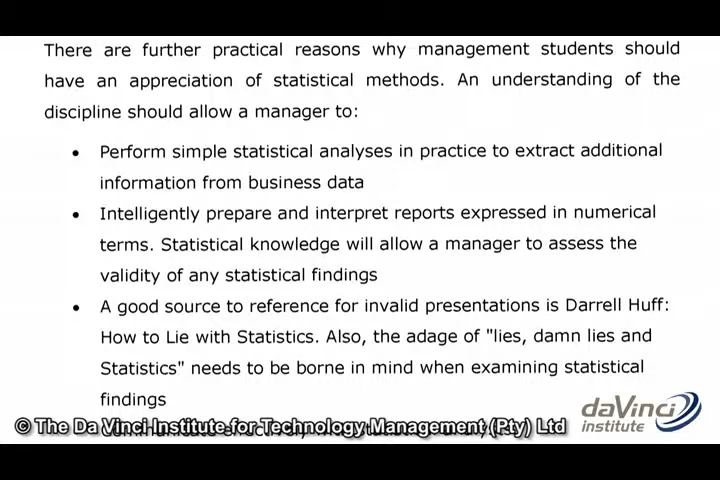 There are further practical reasons why management students should
have an appreciation of statistical methods. An understanding of the
discipline should allow a manager to:
• Perform simple statistical analyses in practice to extract additional
information from business data
• Intelligently prepare and interpret reports expressed in numerical
terms. Statistical knowledge will allow a manager to assess the
validity of any statistical findings
• A good source to reference for invalid presentations is Darrell Huff:
How to Lie with Statistics. Also, the adage of "lies, damn lies and
Statistics" needs to be borne in mind when examining statistical
findings
© The Da Vinci Institute for Technology Management (Pty) Ltd
daVinci
institute